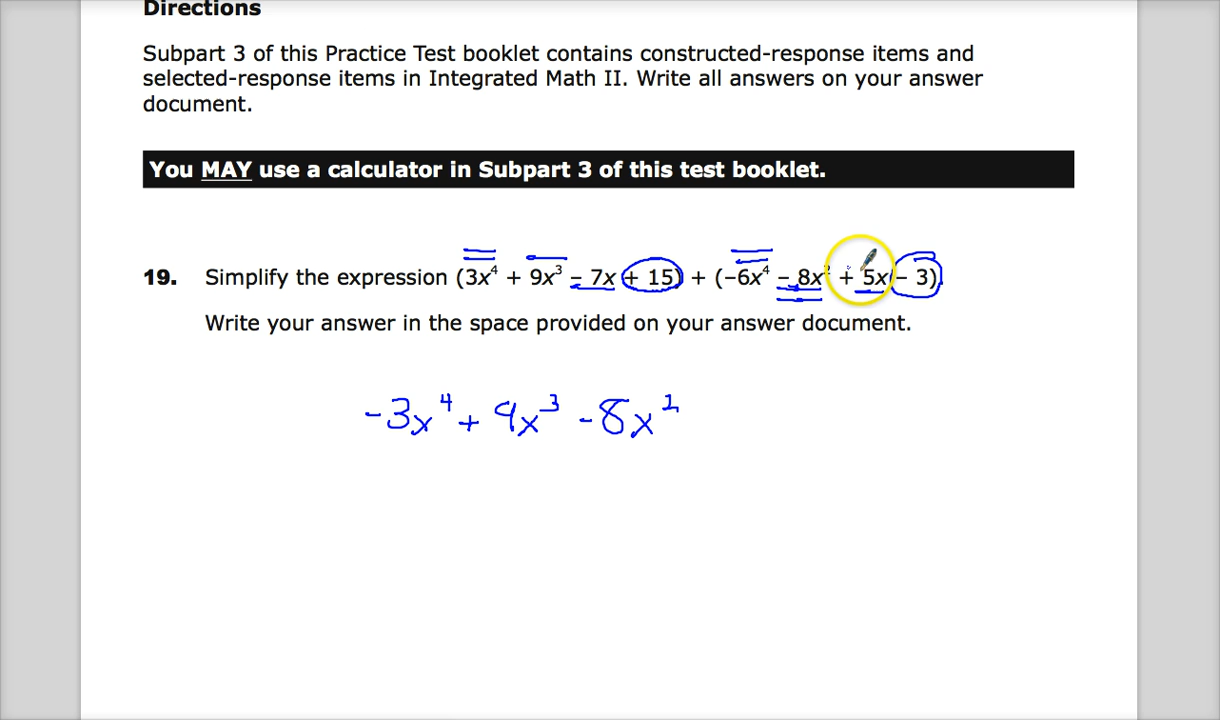 Directions
Subpart 3 of this Practice Test booklet contains constructed-response items and
selected-response items in Integrated Math II. Write all answers on your answer
document.
You MAY use a calculator in Subpart 3 of this test booklet.
19. Simplify the expression (3x⁴ + 9x³ − 7x + 15) + (−6x⁴ − 8x² + 5x − 3).
Write your answer in the space provided on your answer document.
-3x⁴ + 9x³ - 8x²